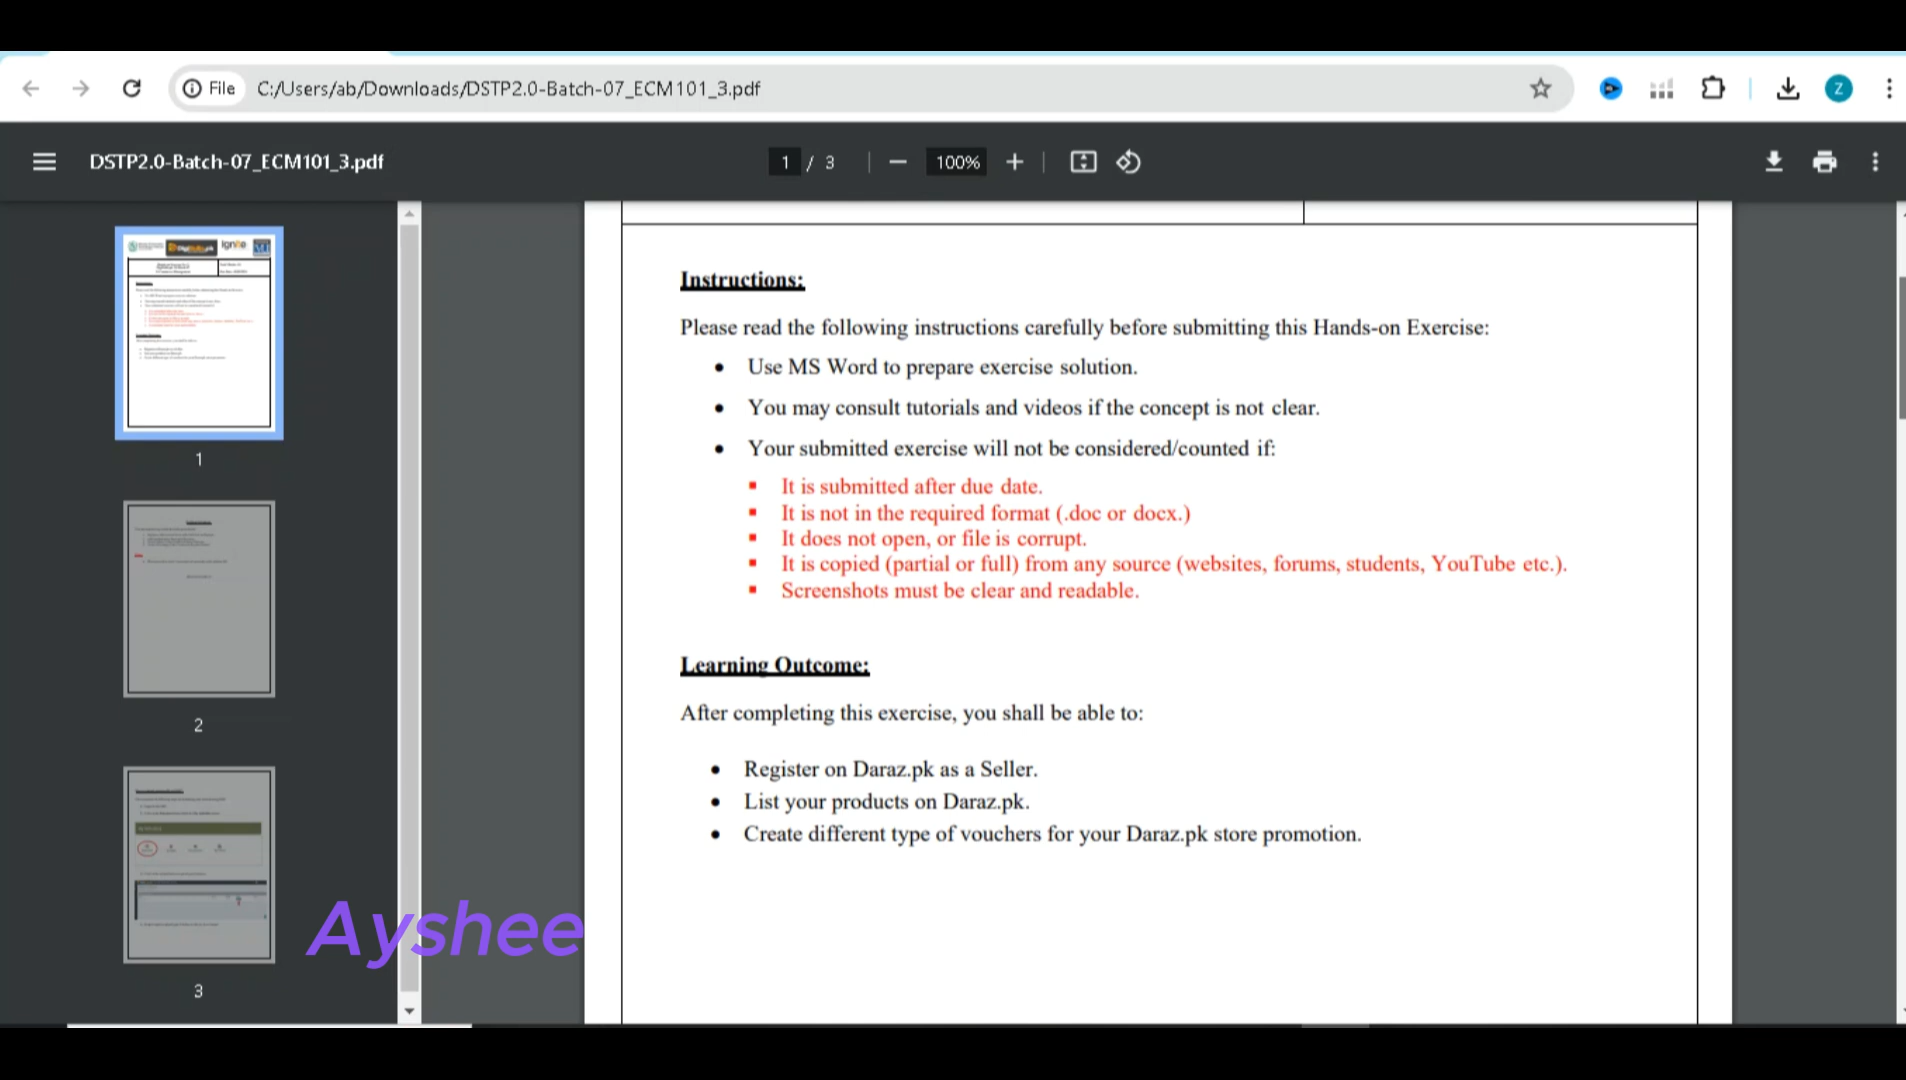 File
C:/Users/ab/Downloads/DSTP2.0-Batch-07_ECM101_3.pdf
Z
DSTP2.0-Batch-07_ECM101_3.pdf
1 / 3
100%
Instructions:
Please read the following instructions carefully before submitting this Hands-on Exercise:
• Use MS Word to prepare exercise solution.
• You may consult tutorials and videos if the concept is not clear.
• Your submitted exercise will not be considered/counted if:
▪ It is submitted after due date.
▪ It is not in the required format (.doc or docx.)
▪ It does not open, or file is corrupt.
▪ It is copied (partial or full) from any source (websites, forums, students, YouTube etc.).
▪ Screenshots must be clear and readable.
Learning Outcome:
After completing this exercise, you shall be able to:
• Register on Daraz.pk as a Seller.
• List your products on Daraz.pk.
• Create different type of vouchers for your Daraz.pk store promotion.
ignite
1
2
3
Ayshee